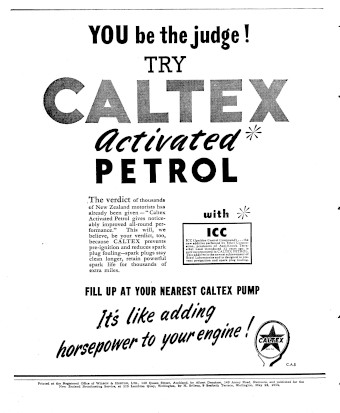 YOU be the judge!
TRY
CALTEX
Activated
PETROL
The verdict of thousands
of New Zealand motorists has
already been given—"Caltex
Activated Petrol gives notice-
ably improved all-round per-
formance." This will, we
believe, be your verdict, too,
because CALTEX prevents
pre-ignition and reduces spark
plug fouling—spark plugs stay
clean longer, retain powerful
spark life for thousands of
extra miles.
with
ICC
FILL UP AT YOUR NEAREST CALTEX PUMP
It's like adding
horsepower to your engine!
CALTEX